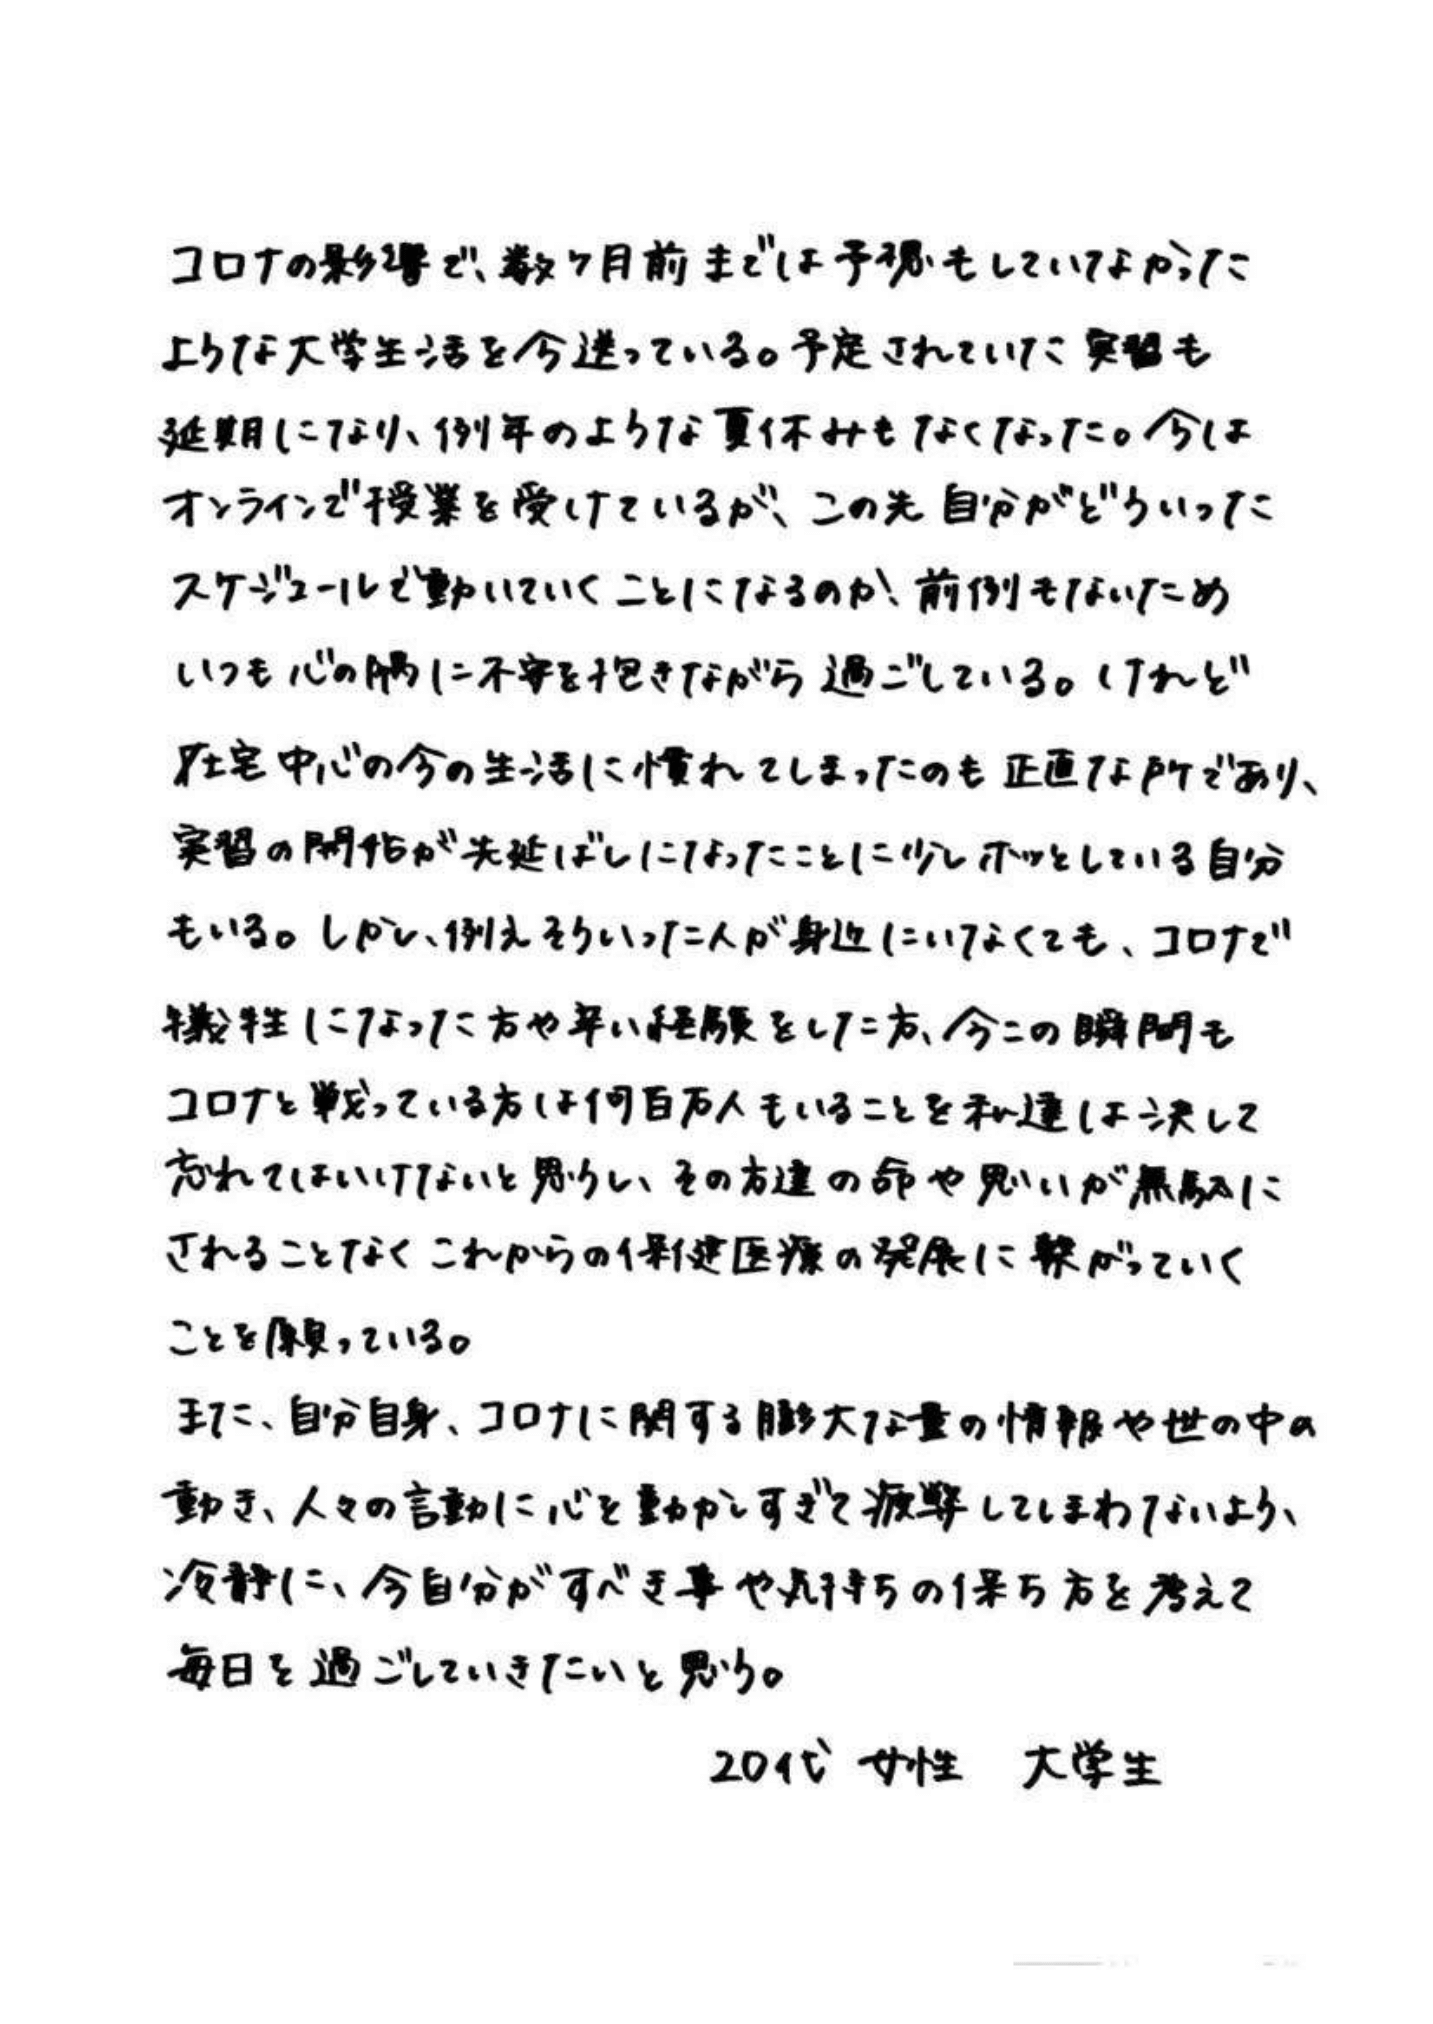 コロナの影響で、数ヶ月前までは予想もしていなかった
ような大学生活を今送っている。予定されていた実習も
延期になり、例年のような夏休みもなくなった。今は
オンラインで授業を受けているが、この先自分がどういった
スケジュールで動いていくことになるのか、前例もないため
いつも心の隅に不安を抱きながら過ごしている。けれど
在宅中心の今の生活に慣れてしまったのも正直な所であり、
実習の開始が先延ばしになったことに少しホッとしている自分
もいる。しかし、例えそういった人が身近にいなくても、コロナで
犠牲になった方や辛い経験をした方、今この瞬間も
コロナと戦っている方は何百万人もいることを私達は決して
忘れてはいけないと思うし、その方達の命や思いが無駄に
されることなくこれからの保健医療の発展に繋がっていく
ことを願っている。
また、自分自身、コロナに関する膨大な量の情報や世の中の
動き、人々の言動に心を動かしすぎて疲弊してしまわないよう、
冷静に、今自分がすべき事や気持ちの保ち方を考えて
毎日を過ごしていきたいと思う。
20代 女性 大学生